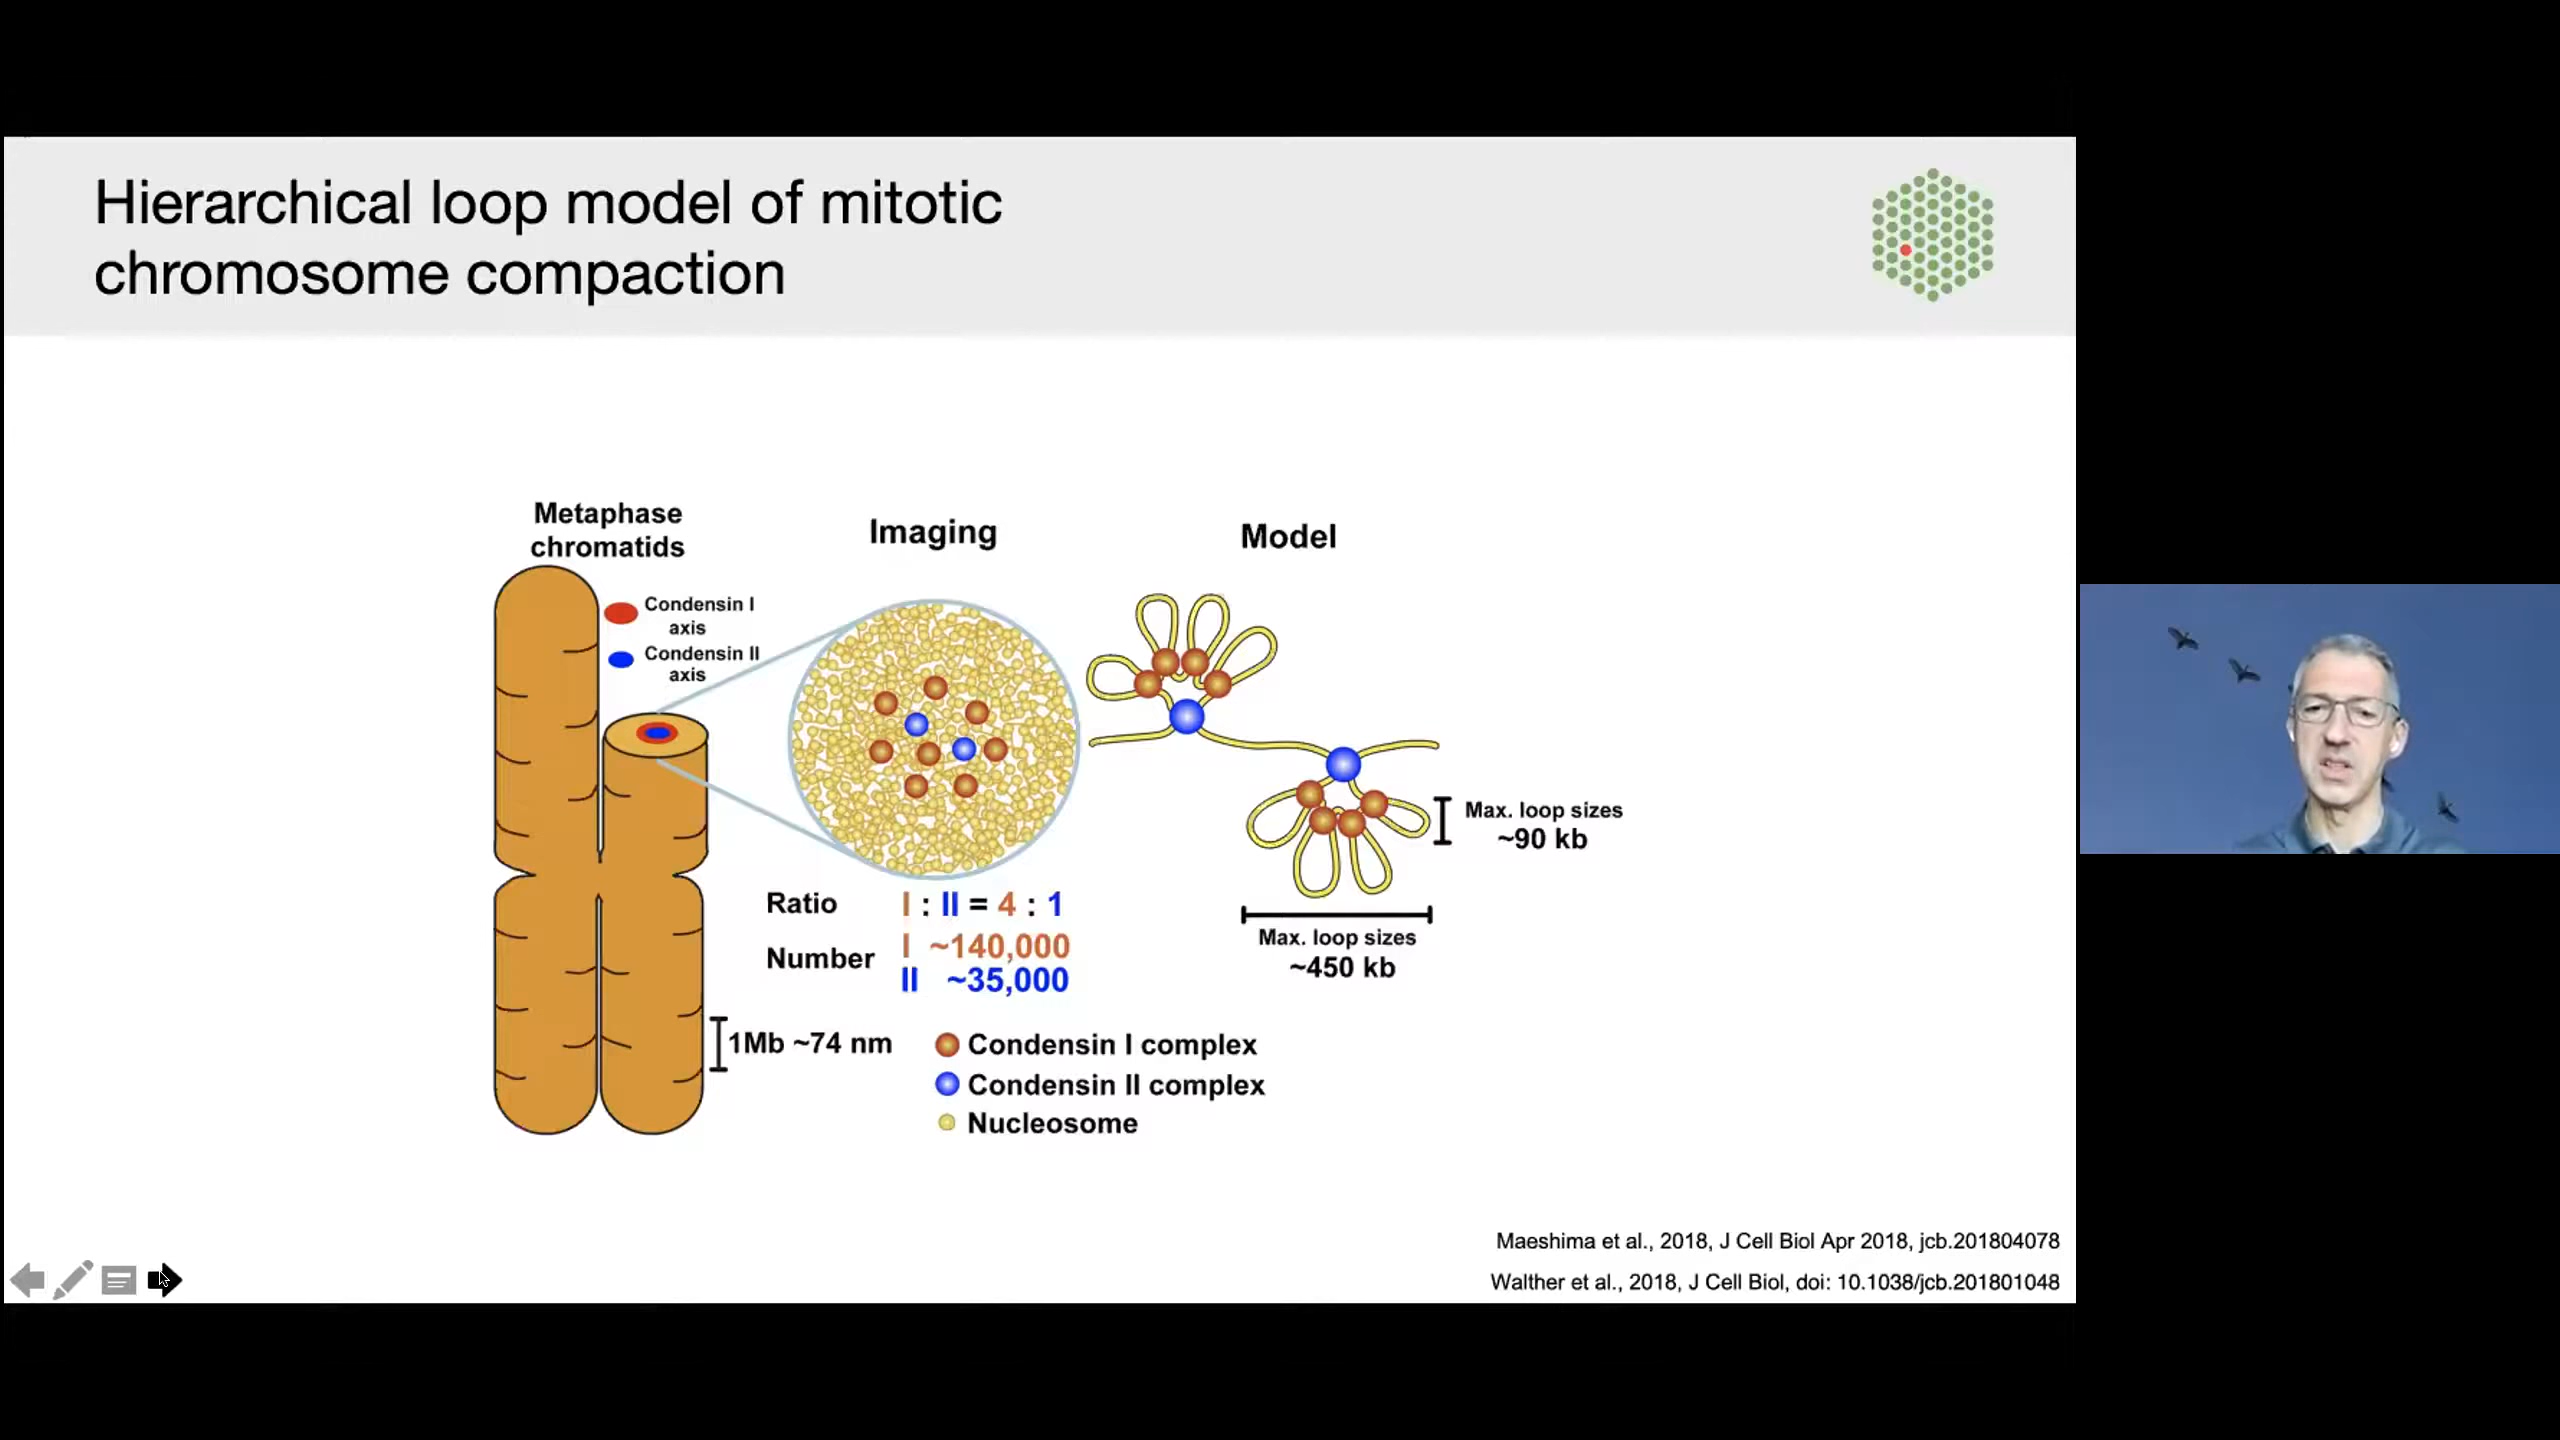 Hierarchical loop model of mitotic
chromosome compaction
Metaphase
chromatids
Condensin I
axis
Condensin II
axis
Imaging
Model
Max. loop sizes
~90 kb
Max. loop sizes
~450 kb
Ratio I : II = 4 : 1
Number I ~140,000
II ~35,000
1Mb ~74 nm
Condensin I complex
Condensin II complex
Nucleosome
Maeshima et al., 2018, J Cell Biol Apr 2018, jcb.201804078
Walther et al., 2018, J Cell Biol, doi: 10.1038/jcb.201801048